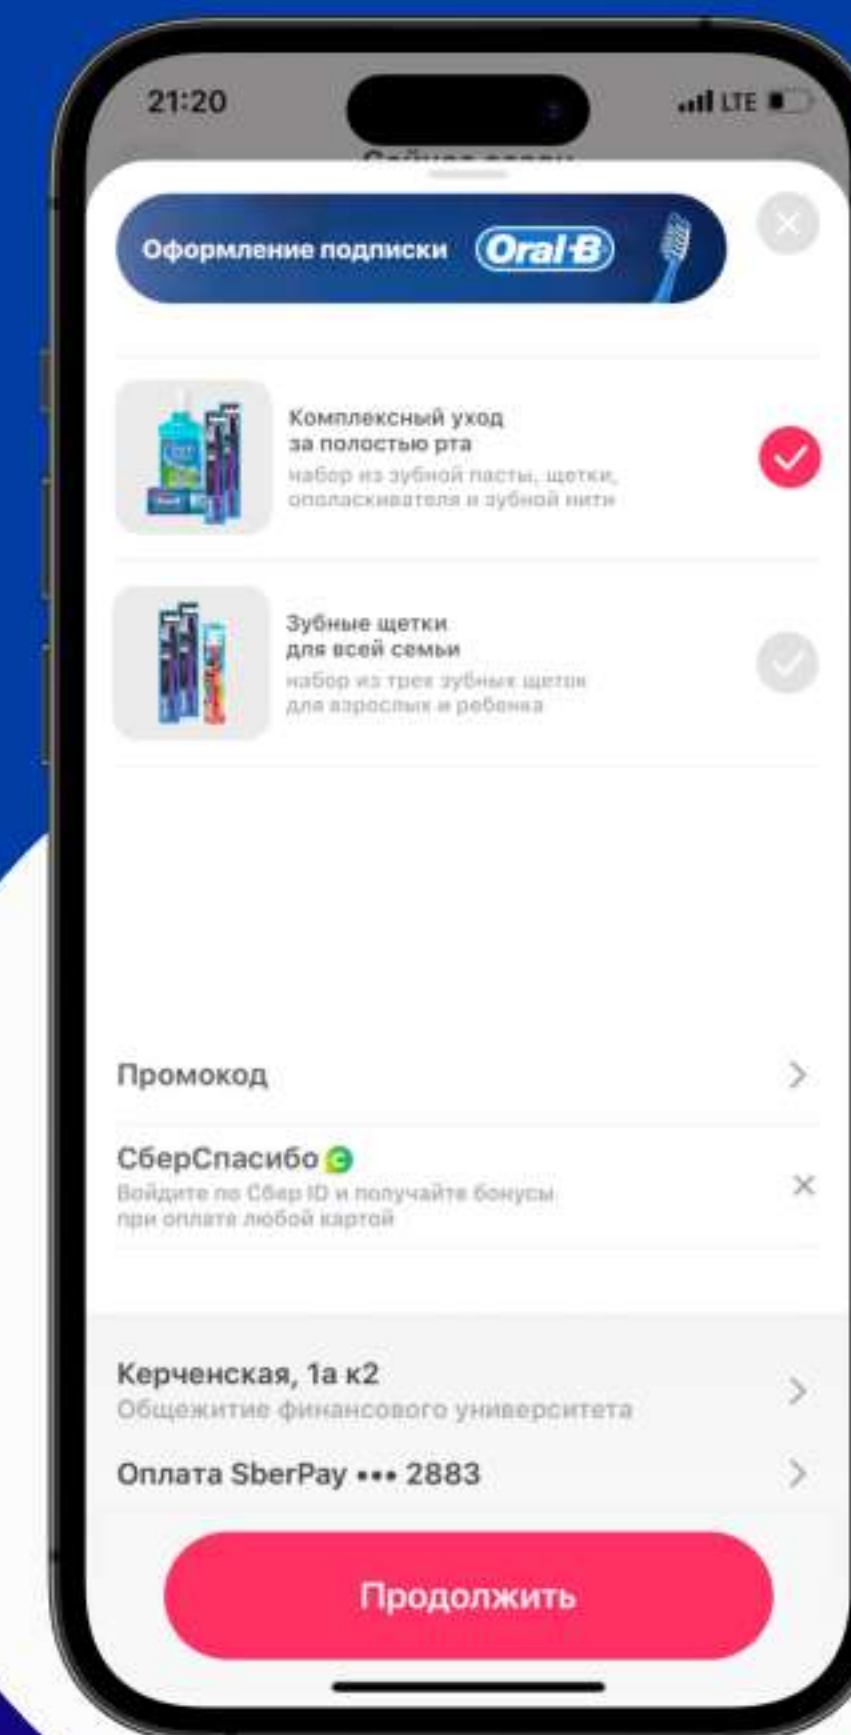 21:20
LTE
Оформление подписки Oral-B
Комплексный уход
за полостью рта
набор из зубной пасты, щетки,
ополаскивателя и зубной нити
Зубные щетки
для всей семьи
набор из трех зубных щеток
для взрослых и ребенка
Промокод
СберСпасибо
Войдите по Сбер ID и получайте бонусы
при оплате любой картой
Керченская, 1а к2
Общежитие финансового университета
Оплата SberPay ••• 2883
Продолжить